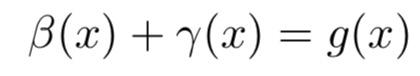 β(x) + γ(x) = g(x)